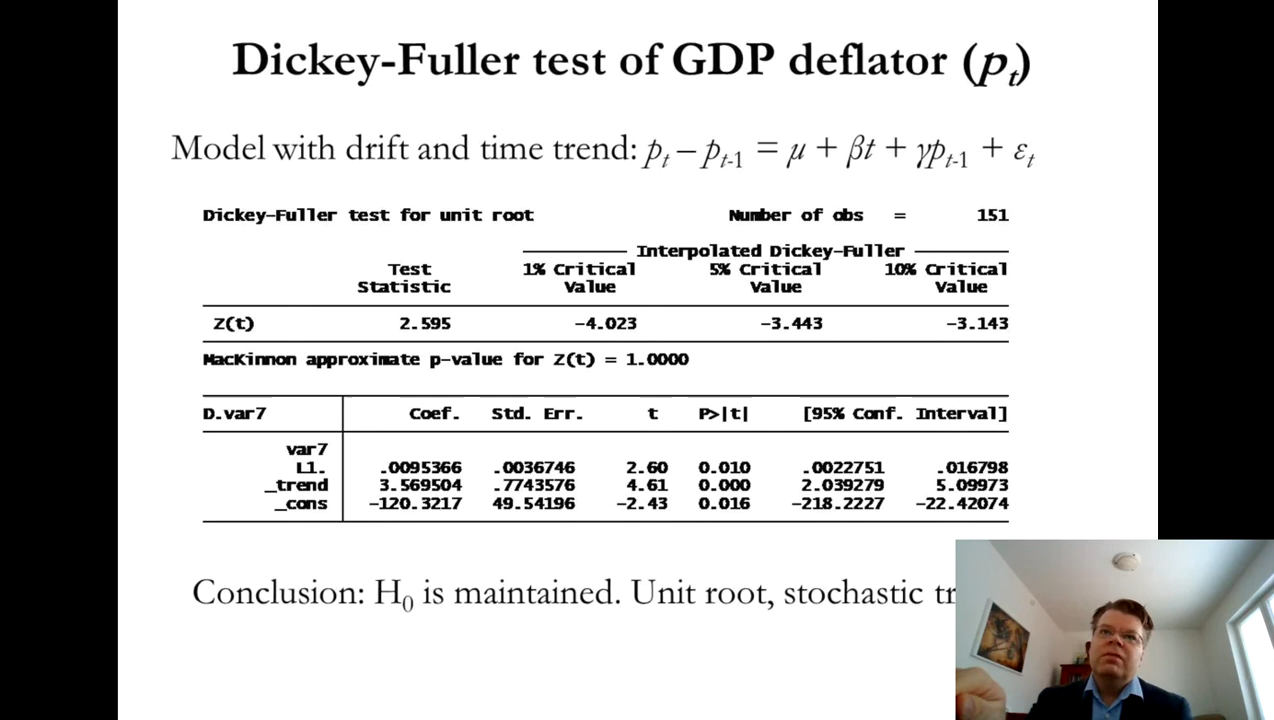 Dickey-Fuller test of GDP deflator (pt)
Model with drift and time trend: pt – pt-1 = μ + βt + γpt-1 + εt
Dickey–Fuller test for unit root Number of obs = 151
Interpolated Dickey–Fuller
Test 1% Critical 5% Critical 10% Critical
Statistic Value Value Value
Z(t) 2.595 −4.023 −3.443 −3.143
MacKinnon approximate p–value for Z(t) = 1.0000
D.var7 Coef. Std. Err. t P>|t| [95% Conf. Interval]
var7
L1. .0095366 .0036746 2.60 0.010 .0022751 .016798
_trend 3.569504 .7743576 4.61 0.000 2.039279 5.09973
_cons −120.3217 49.54196 −2.43 0.016 −218.2227 −22.42074
Conclusion: H0 is maintained. Unit root, stochastic